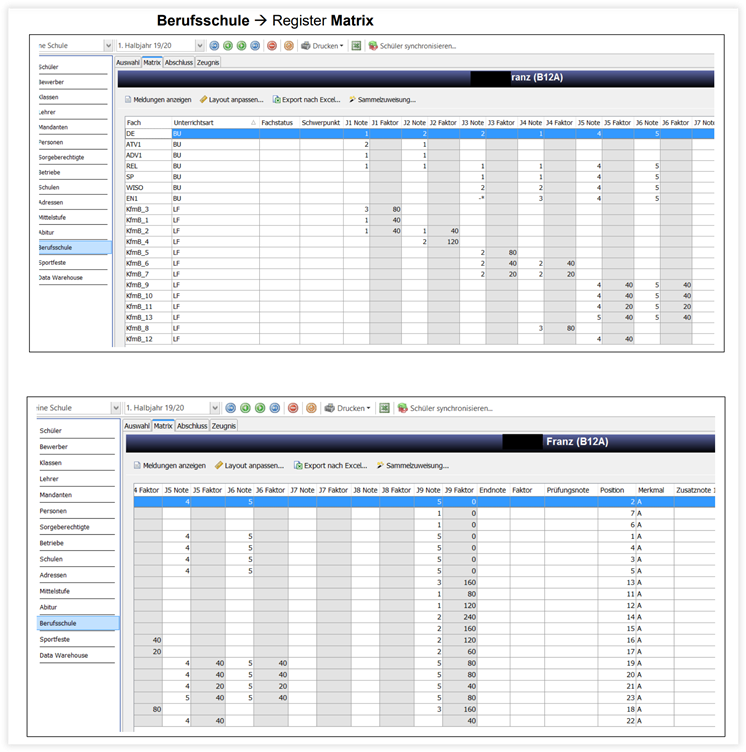 Berufsschule → Register Matrix
ne Schule 1. Halbjahr 19/20 Drucken Schüler synchronisieren...
Auswahl Matrix Abschluss Zeugnis
Schüler
Bewerber
Klassen
Lehrer
Mandanten
Personen
Sorgeberechtigte
Betriebe
Schulen
Adressen
Mittelstufe
Abitur
Berufsschule
Sportfeste
Data Warehouse
ranz (B12A)
Meldungen anzeigen Layout anpassen... Export nach Excel... Sammelzuweisung...
Fach Unterrichtsart Fachstatus Schwerpunkt J1 Note J1 Faktor J2 Note J2 Faktor J3 Note J3 Faktor J4 Note J4 Faktor J5 Note J5 Faktor J6 Note J6 Faktor J7 Note
DE BU 1 2 2 1 4 5
ATV1 BU 2 1
ADV1 BU 1 1
REL BU 1 1 1 1 4 5
SP BU 1 1 4 5
WISO BU 2 2 4 5
EN1 BU -* 3 4 5
KfmB_3 LF 3 80
KfmB_1 LF 1 40
KfmB_2 LF 1 40 1 40
KfmB_4 LF 2 120
KfmB_5 LF 2 80
KfmB_6 LF 2 40 2 40
KfmB_7 LF 2 20 2 20
KfmB_9 LF 4 40 5 40
KfmB_10 LF 4 40 5 40
KfmB_11 LF 4 20 5 20
KfmB_13 LF 5 40 5 40
KfmB_8 LF 3 80
KfmB_12 LF 4 40
ine Schule 1. Halbjahr 19/20 Drucken Schüler synchronisieren...
Auswahl Matrix Abschluss Zeugnis
Schüler
Bewerber
Klassen
Lehrer
Mandanten
Personen
Sorgeberechtigte
Betriebe
Schulen
Adressen
Mittelstufe
Abitur
Berufsschule
Sportfeste
Data Warehouse
Franz (B12A)
Meldungen anzeigen Layout anpassen... Export nach Excel... Sammelzuweisung...
4 Faktor J5 Note J5 Faktor J6 Note J6 Faktor J7 Note J7 Faktor J8 Note J8 Faktor J9 Note J9 Faktor Endnote Faktor Prüfungsnote Position Merkmal Zusatznote 1
4 5 5 0 2 A
1 0 7 A
1 0 6 A
4 5 5 0 1 A
4 5 5 0 4 A
4 5 5 0 3 A
4 5 5 0 5 A
3 160 13 A
1 80 11 A
1 120 12 A
2 240 14 A
2 160 15 A
40 2 120 16 A
20 2 60 17 A
4 40 5 40 5 80 19 A
4 40 5 40 5 80 20 A
4 20 5 20 5 40 21 A
5 40 5 40 5 80 23 A
80 3 160 18 A
4 40 40 22 A